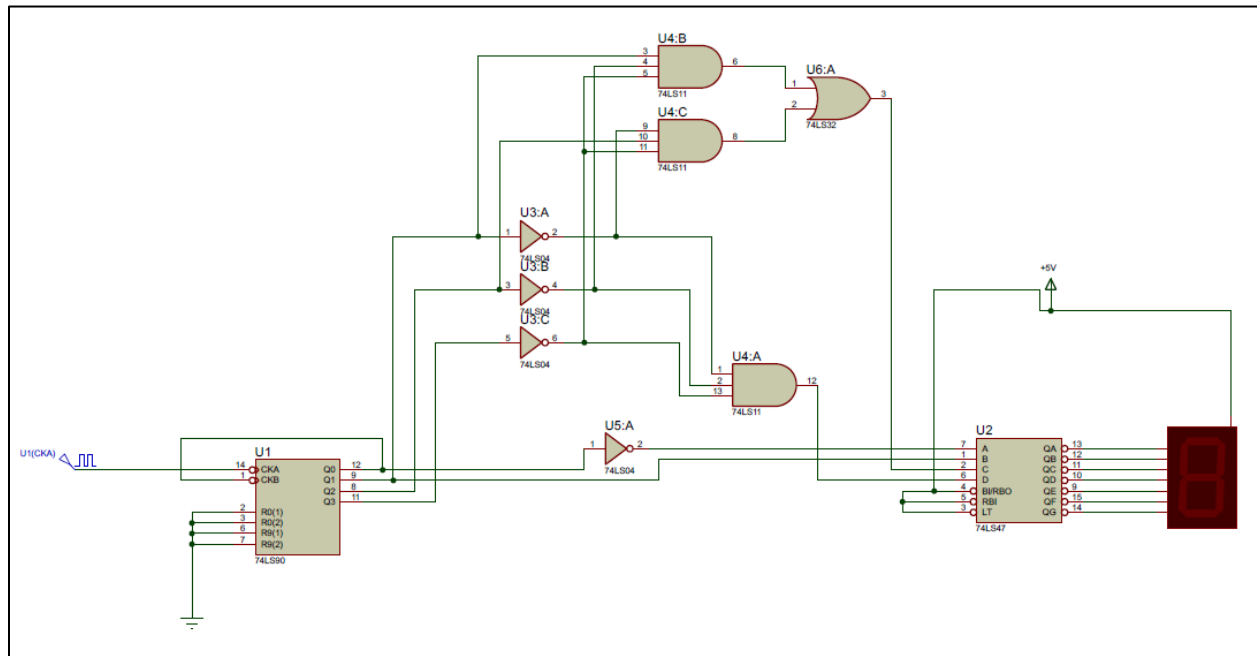 U4:B
3
4
5
6
74LS11
U6:A
1
2
3
74LS32
U4:C
9
10
11
8
74LS11
U3:A
1
2
74LS04
U3:B
3
4
74LS04
U3:C
5
6
74LS04
+5V
U4:A
1
2
13
12
74LS11
U5:A
1
2
74LS04
U1(CKA)
U1
14
CKA
Q0
12
1
CKB
Q1
9
Q2
8
Q3
11
2
R0(1)
3
R0(2)
6
R9(1)
7
R9(2)
74LS90
U2
7
A
QA
13
1
B
QB
12
2
C
QC
11
6
D
QD
10
4
BI/RBO
QE
9
5
RBI
QF
15
3
LT
QG
14
74LS47